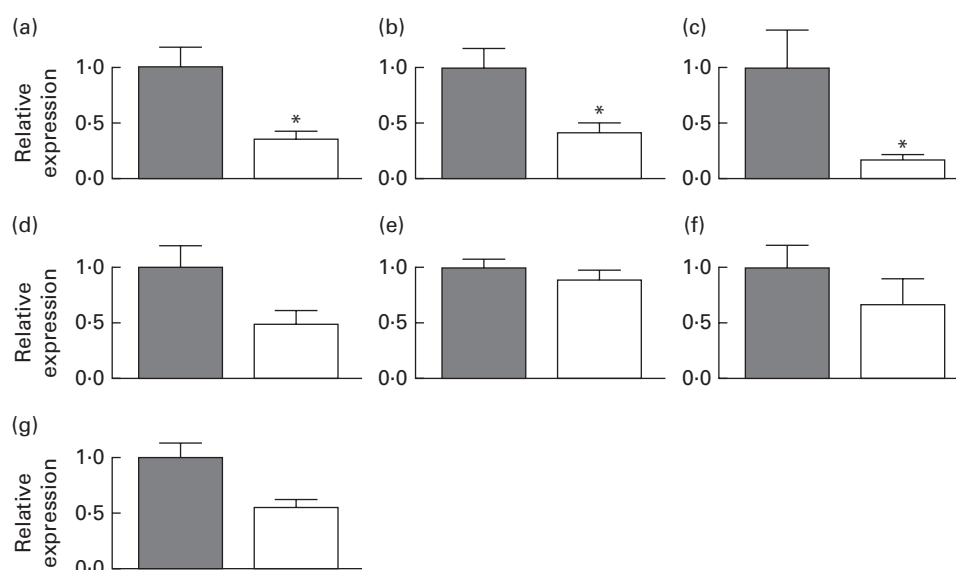 (a) (b) (c)
Relative expression
1·0 1·0 1·0
0·5 * 0·5 * 0·5 *
0·0 0·0 0·0
(d) (e) (f)
Relative expression
1·0 1·0 1·0
0·5 0·5 0·5
0·0 0·0 0·0
(g)
Relative expression
1·0
0·5
0·0